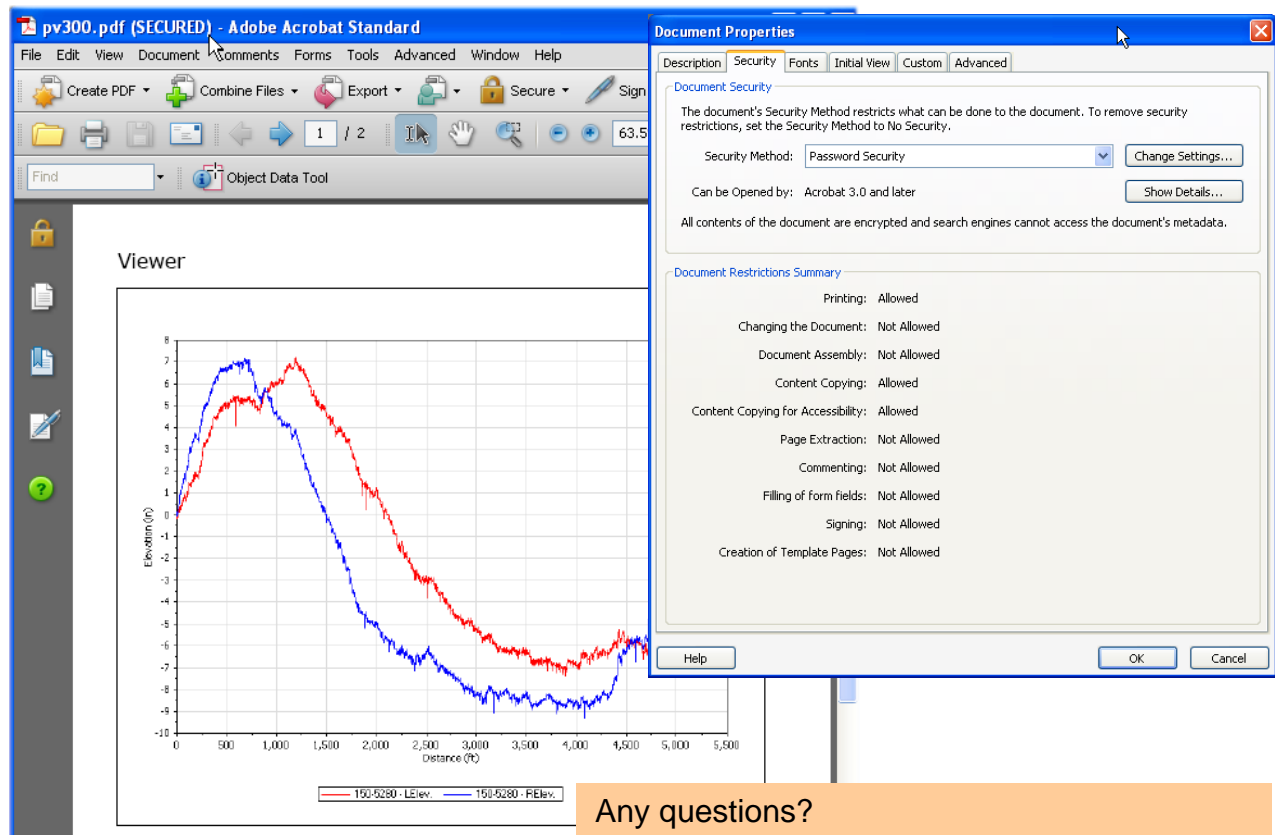 pv300.pdf (SECURED) - Adobe Acrobat Standard
File Edit View Document Comments Forms Tools Advanced Window Help
Create PDF Combine Files Export Secure Sign
1 / 2 63.5
Find Object Data Tool
Viewer
8
7
6
5
4
3
2
1
0
-1
-2
-3
-4
-5
-6
-7
-8
-9
-10
Elevation (in)
0 500 1,000 1,500 2,000 2,500 3,000 3,500 4,000 4,500 5,000 5,500
Distance (ft)
150-5280 - LElev. 150-5280 - RElev.
Document Properties
Description Security Fonts Initial View Custom Advanced
Document Security
The document's Security Method restricts what can be done to the document. To remove security
restrictions, set the Security Method to No Security.
Security Method: Password Security Change Settings...
Can be Opened by: Acrobat 3.0 and later Show Details...
All contents of the document are encrypted and search engines cannot access the document's metadata.
Document Restrictions Summary
Printing: Allowed
Changing the Document: Not Allowed
Document Assembly: Not Allowed
Content Copying: Allowed
Content Copying for Accessibility: Allowed
Page Extraction: Not Allowed
Commenting: Not Allowed
Filling of form fields: Not Allowed
Signing: Not Allowed
Creation of Template Pages: Not Allowed
Help OK Cancel
Any questions?